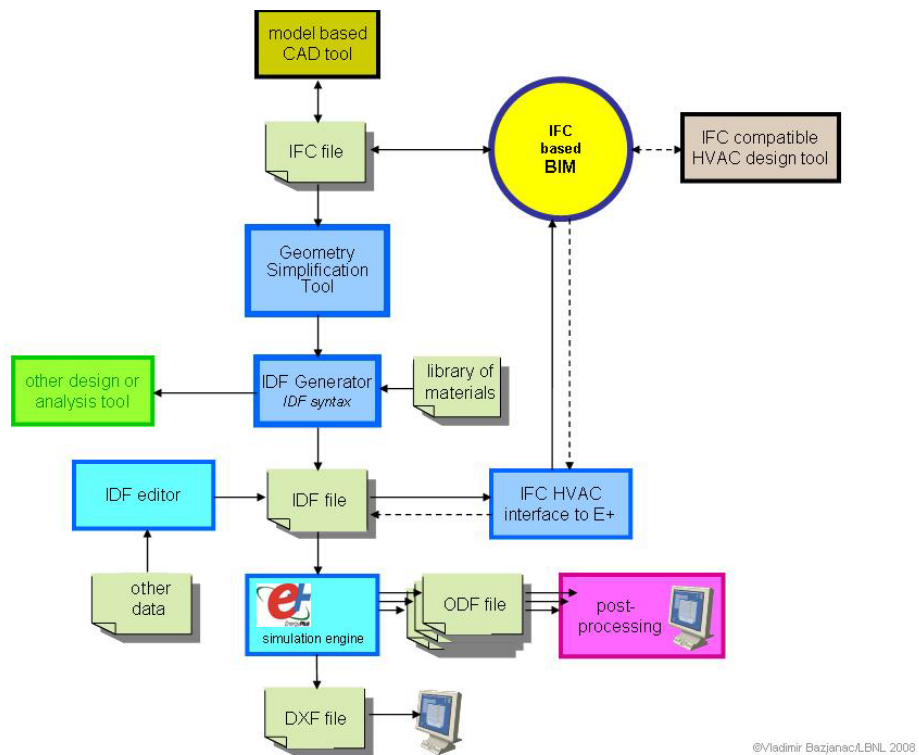 model based
CAD tool
IFC file
IFC
based
BIM
IFC compatible
HVAC design tool
Geometry
Simplification
Tool
other design or
analysis tool
IDF Generator
IDF syntax
library of
materials
IDF editor
IDF file
IFC HVAC
interface to E+
other
data
e+
EnergyPlus
simulation engine
ODF file
post-
processing
DXF file
©Vladimir Bazjanac/LBNL 2008